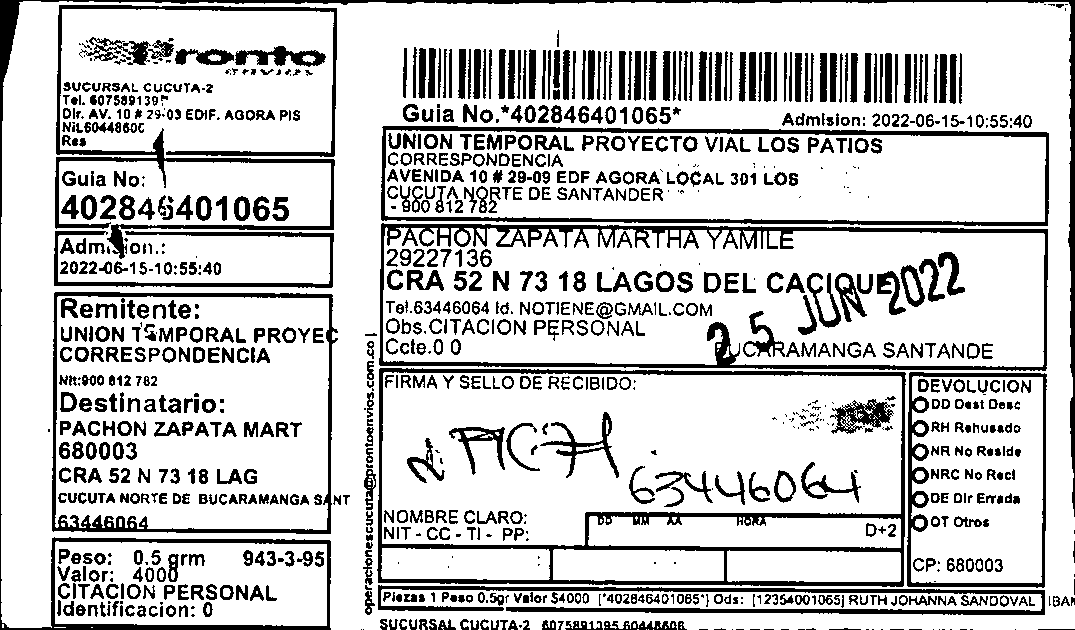 Pronto
envios
SUCURSAL CUCUTA-2
Tel. 607589139
Dir. AV. 10 # 29-03 EDIF. AGORA PIS
Nit.60448606
Res
Guia No:
402846401065
Admision.:
2022-06-15-10:55:40
Remitente:
UNION TEMPORAL PROYEC
CORRESPONDENCIA
Nit:900 812 782
Destinatario:
PACHON ZAPATA MART
680003
CRA 52 N 73 18 LAG
CUCUTA NORTE DE BUCARAMANGA SANT
63446064
Peso: 0.5 grm 943-3-95
Valor: 4000
CITACION PERSONAL
Identificacion: 0
operacionescucuta@prontoenvios.com.co
Guia No.*402846401065*
Admision: 2022-06-15-10:55:40
UNION TEMPORAL PROYECTO VIAL LOS PATIOS
CORRESPONDENCIA
AVENIDA 10 # 29-09 EDF AGORA LOCAL 301 LOS
CUCUTA NORTE DE SANTANDER
- 900 812 782
PACHON ZAPATA MARTHA YAMILE
29227136
CRA 52 N 73 18 LAGOS DEL CACIQUE
Tel.63446064 Id. NOTIENE@GMAIL.COM
Obs.CITACION PERSONAL
Ccte.0 0
25 JUN 2022
BUCARAMANGA SANTANDE
FIRMA Y SELLO DE RECIBIDO:
63446064
NOMBRE CLARO:
NIT - CC - TI - PP:
DD MM AA HORA
D+2
DEVOLUCION
DD Dest Desc
RH Rehusado
NR No Reside
NRC No Recl
DE Dir Errada
OT Otros
CP: 680003
Piezas 1 Peso 0.5gr Valor $4000 [*402846401065*] Ods: [12354001065] RUTH JOHANNA SANDOVAL IBAR
SUCURSAL CUCUTA-2 6075891395 60448606